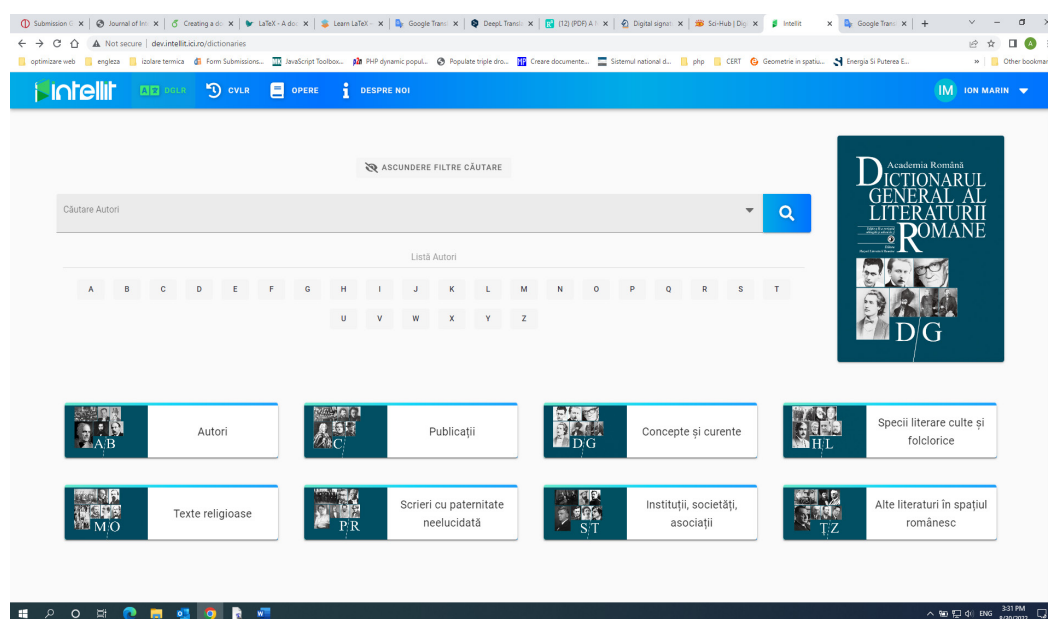 Submission C
Journal of Int
Creating a do
LaTeX - A doc
Learn LaTeX -
Google Trans
DeepL Transl
(12) (PDF) A
Digital signat
Sci-Hub | Dig
Intellit
Google Trans
Not secure | dev.intellit.ici.ro/dictionaries
optimizare web
engleza
izolare termica
Form Submissions...
JavaScript Toolbox...
PHP dynamic popul...
Populate triple dro...
Creare documente...
Sistemul national d...
php
CERT
Geometrie in spatiu...
Energia Si Puterea E...
Other bookmar
intellit
DGLR
CVLR
OPERE
DESPRE NOI
IM ION MARIN
ASCUNDERE FILTRE CĂUTARE
Căutare Autori
Listă Autori
A B C D E F G H I J K L M N O P Q R S T
U V W X Y Z
Academia Română
DICTIONARUL
GENERAL AL
LITERATURII
ROMANE
D/G
A/B
Autori
C/
Publicații
D/G
Concepte și curente
H/L
Specii literare culte și
folclorice
M/O
Texte religioase
P/R
Scrieri cu paternitate
neelucidată
S/T
Instituții, societăți,
asociații
T/Z
Alte literaturi în spațiul
românesc
ENG
3:31 PM
8/30/2022